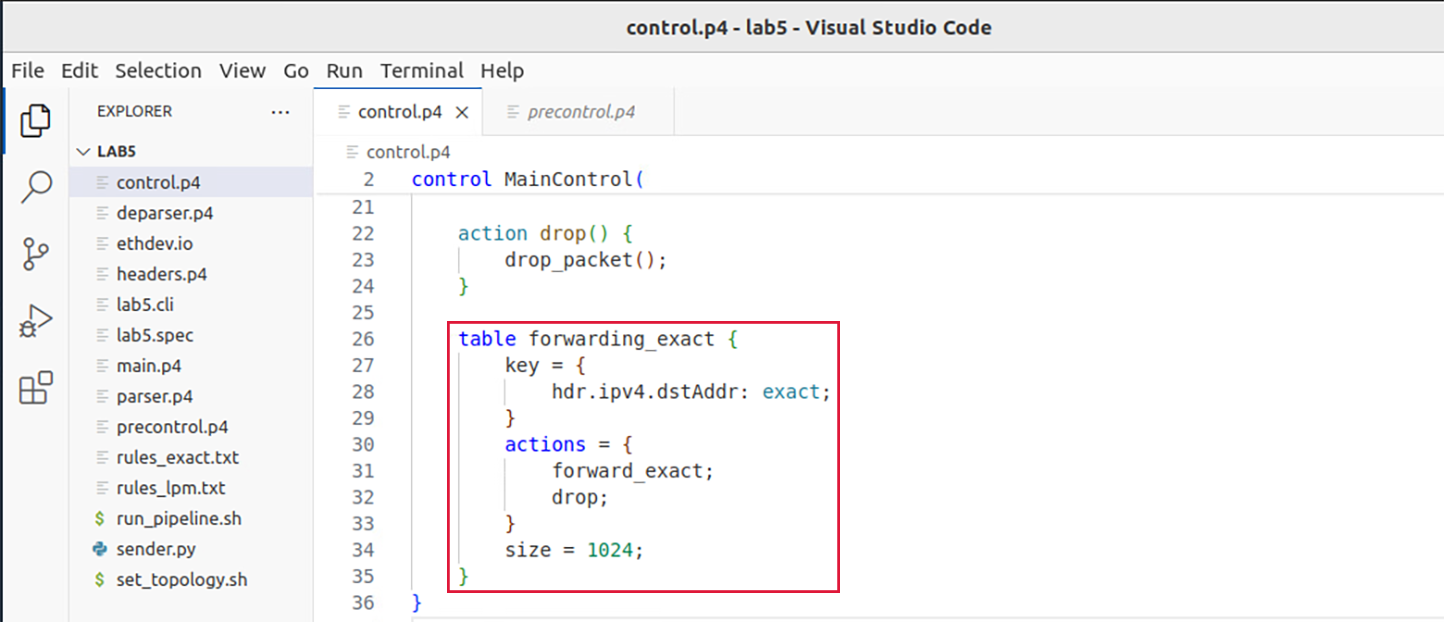 control.p4 - lab5 - Visual Studio Code
File Edit Selection View Go Run Terminal Help
EXPLORER ...
control.p4
precontrol.p4
LAB5
control.p4
deparser.p4
ethdev.io
headers.p4
lab5.cli
lab5.spec
main.p4
parser.p4
precontrol.p4
rules_exact.txt
rules_lpm.txt
$ run_pipeline.sh
sender.py
$ set_topology.sh
control.p4
2 control MainControl(
21
22 action drop() {
23 drop_packet();
24 }
25
26 table forwarding_exact {
27 key = {
28 hdr.ipv4.dstAddr: exact;
29 }
30 actions = {
31 forward_exact;
32 drop;
33 }
34 size = 1024;
35 }
36 }